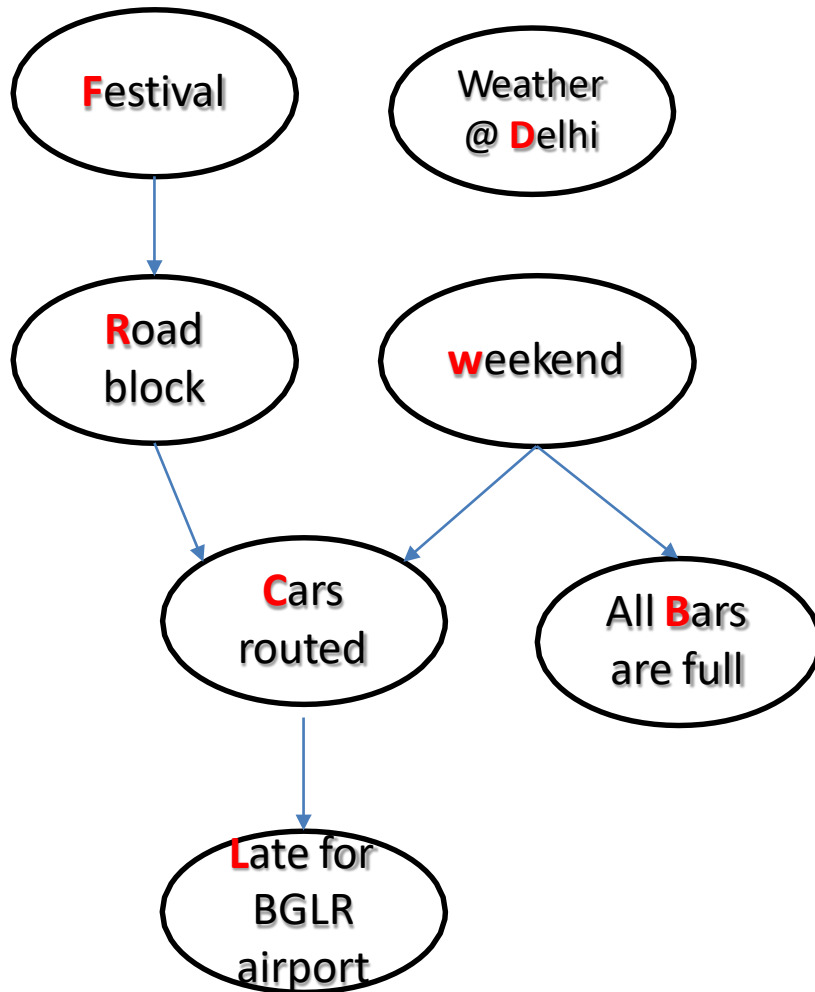 Festival
Weather
@ Delhi
Road
block
weekend
Cars
routed
All Bars
are full
Late for
BGLR
airport